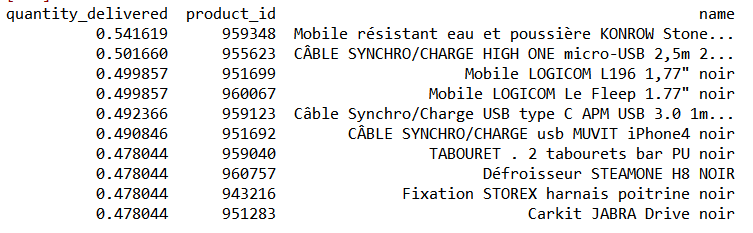 quantity_delivered product_id name
0.541619 959348 Mobile résistant eau et poussière KONROW Stone...
0.501660 955623 CÂBLE SYNCHRO/CHARGE HIGH ONE micro-USB 2,5m 2...
0.499857 951699 Mobile LOGICOM L196 1,77" noir
0.499857 960067 Mobile LOGICOM Le Fleep 1.77" noir
0.492366 959123 Câble Synchro/Charge USB type C APM USB 3.0 1m...
0.490846 951692 CÂBLE SYNCHRO/CHARGE usb MUVIT iPhone4 noir
0.478044 959040 TABOURET . 2 tabourets bar PU noir
0.478044 960757 Défroisseur STEAMONE H8 NOIR
0.478044 943216 Fixation STOREX harnais poitrine noir
0.478044 951283 Carkit JABRA Drive noir